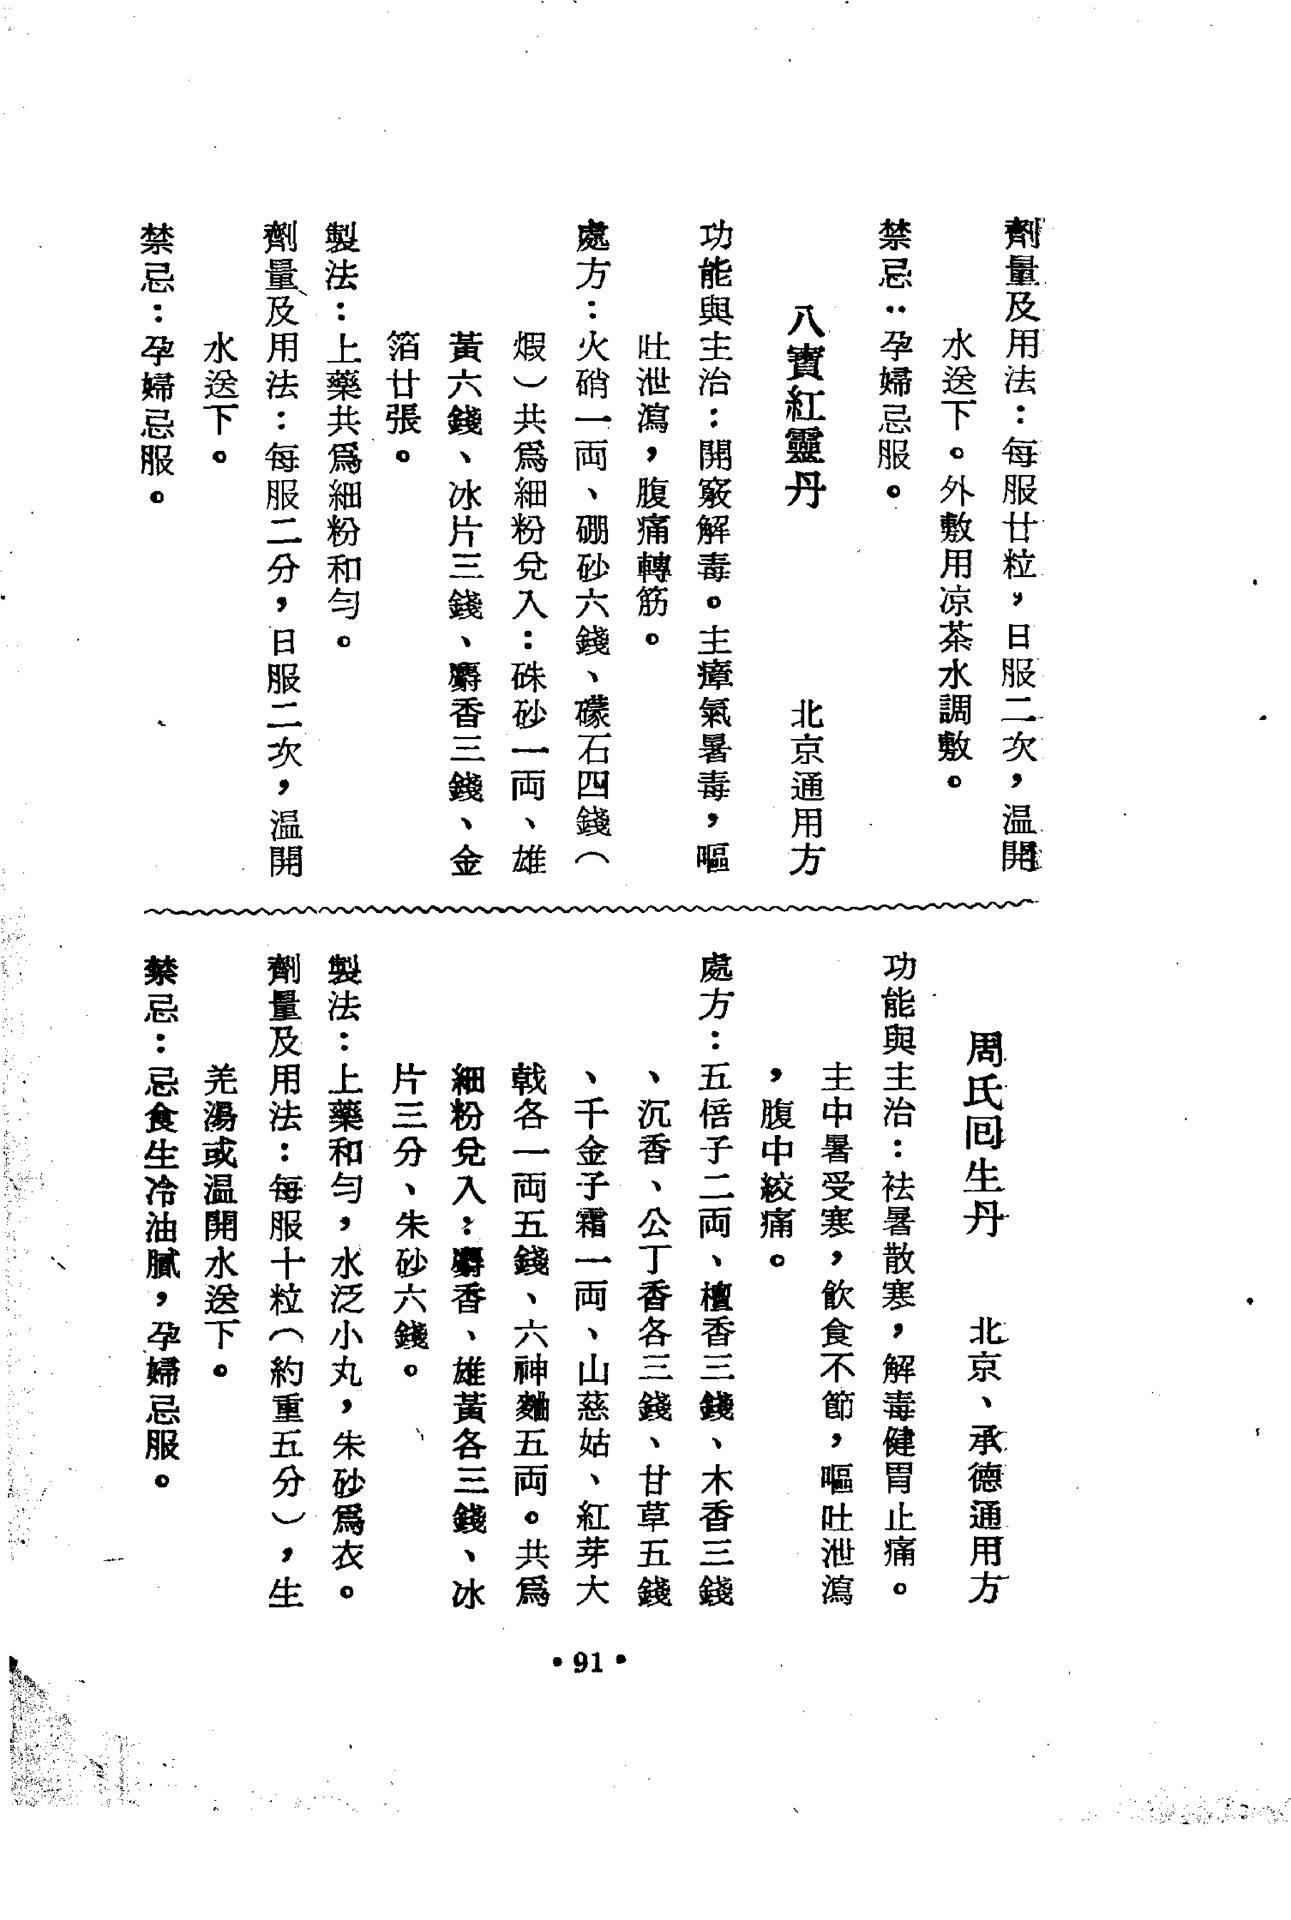 劑量及用法：每服廿粒，日服二次，温開
水送下。外敷用凉茶水調敷。
禁忌：孕婦忌服。
八寶紅靈丹　北京通用方
功能與主治：開竅解毒。主瘴氣暑毒，嘔
吐泄瀉，腹痛轉筋。
處方：火硝一両、硼砂六錢、礞石四錢（
煆）共爲細粉兌入：硃砂一両、雄
黃六錢、冰片三錢、麝香三錢、金
箔廿張。
製法：上藥共爲細粉和勻。
劑量及用法：每服二分，日服二次，温開
水送下。
禁忌：孕婦忌服。
周氏回生丹　北京、承德通用方
功能與主治：祛暑散寒，解毒健胃止痛。
主中暑受寒，飲食不節，嘔吐泄瀉
，腹中絞痛。
處方：五倍子二両、檀香三錢、木香三錢
、沉香、公丁香各三錢、甘草五錢
、千金子霜一両、山慈姑、紅芽大
戟各一両五錢、六神麯五両。共爲
細粉兌入：麝香、雄黃各三錢、冰
片三分、朱砂六錢。
製法：上藥和勻，水泛小丸，朱砂爲衣。
劑量及用法：每服十粒（約重五分），生
羌湯或温開水送下。
禁忌：忌食生冷油膩，孕婦忌服。
•91•